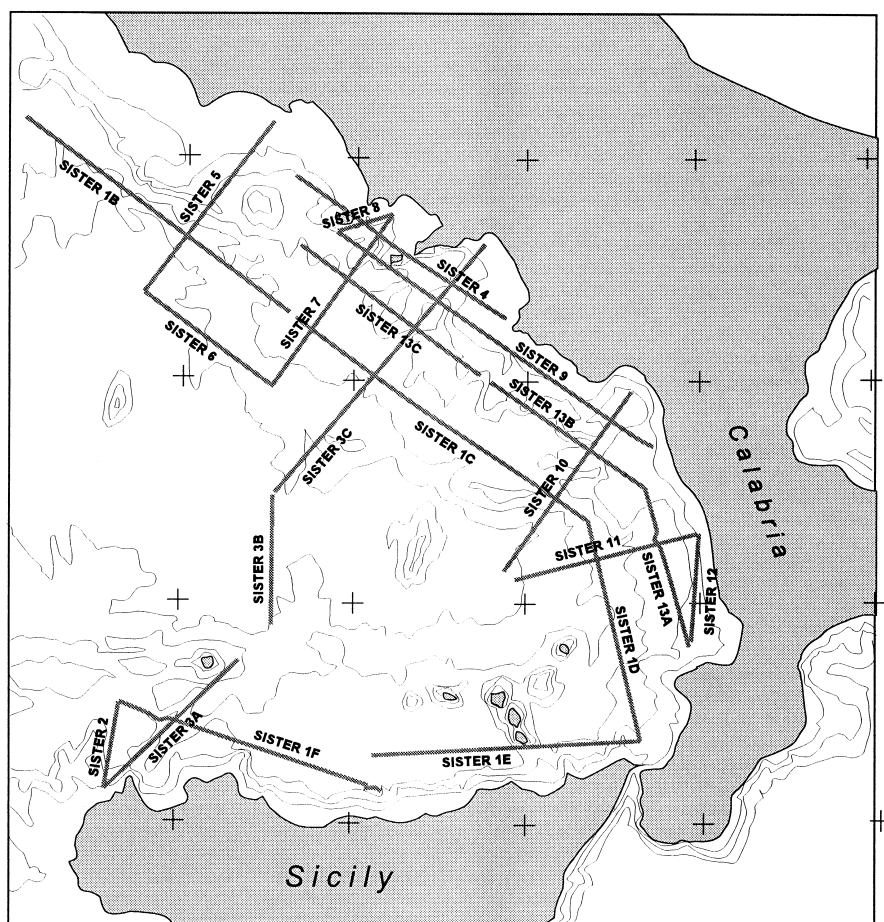 SISTER 1B
SISTER 5
SISTER 8
SISTER 4
SISTER 7
SISTER 6
SISTER 13C
SISTER 9
SISTER 13B
SISTER 3C
SISTER 1C
SISTER 10
Calabria
SISTER 3B
SISTER 11
SISTER 13A
SISTER 12
SISTER 1D
SISTER 2
SISTER 3A
SISTER 1F
SISTER 1E
Sicily